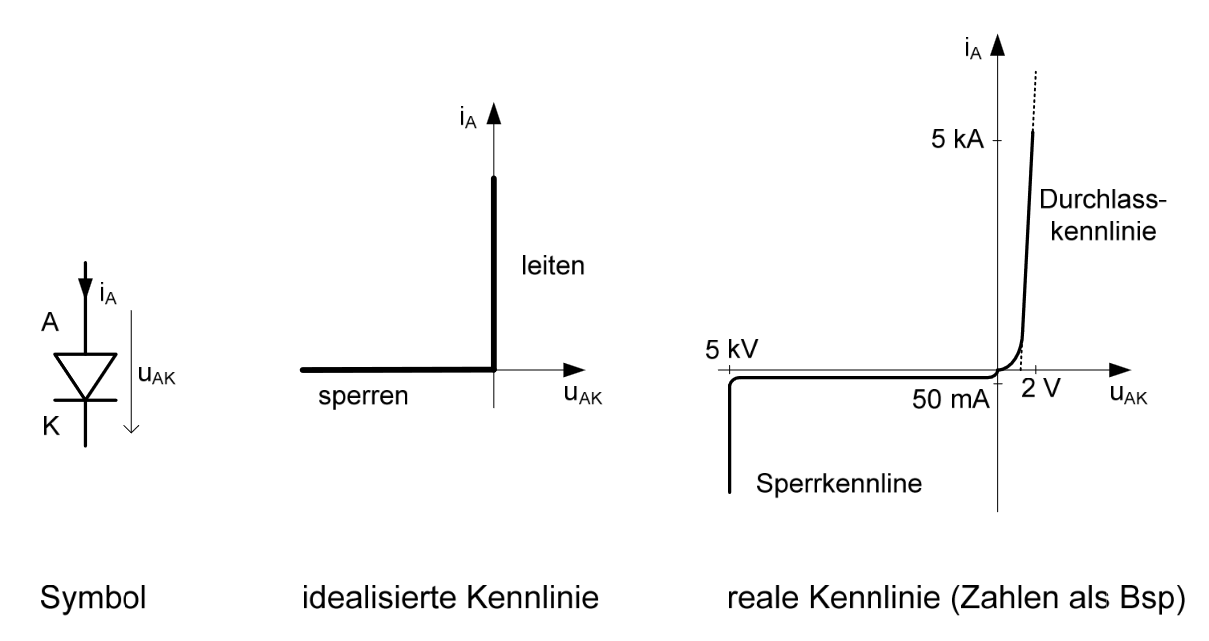 iA
A
uAK
K
Symbol
iA
leiten
sperren
uAK
idealisierte Kennlinie
iA
5 kA
Durchlass-
kennlinie
5 kV
50 mA
2 V
uAK
Sperrkennline
reale Kennlinie (Zahlen als Bsp)